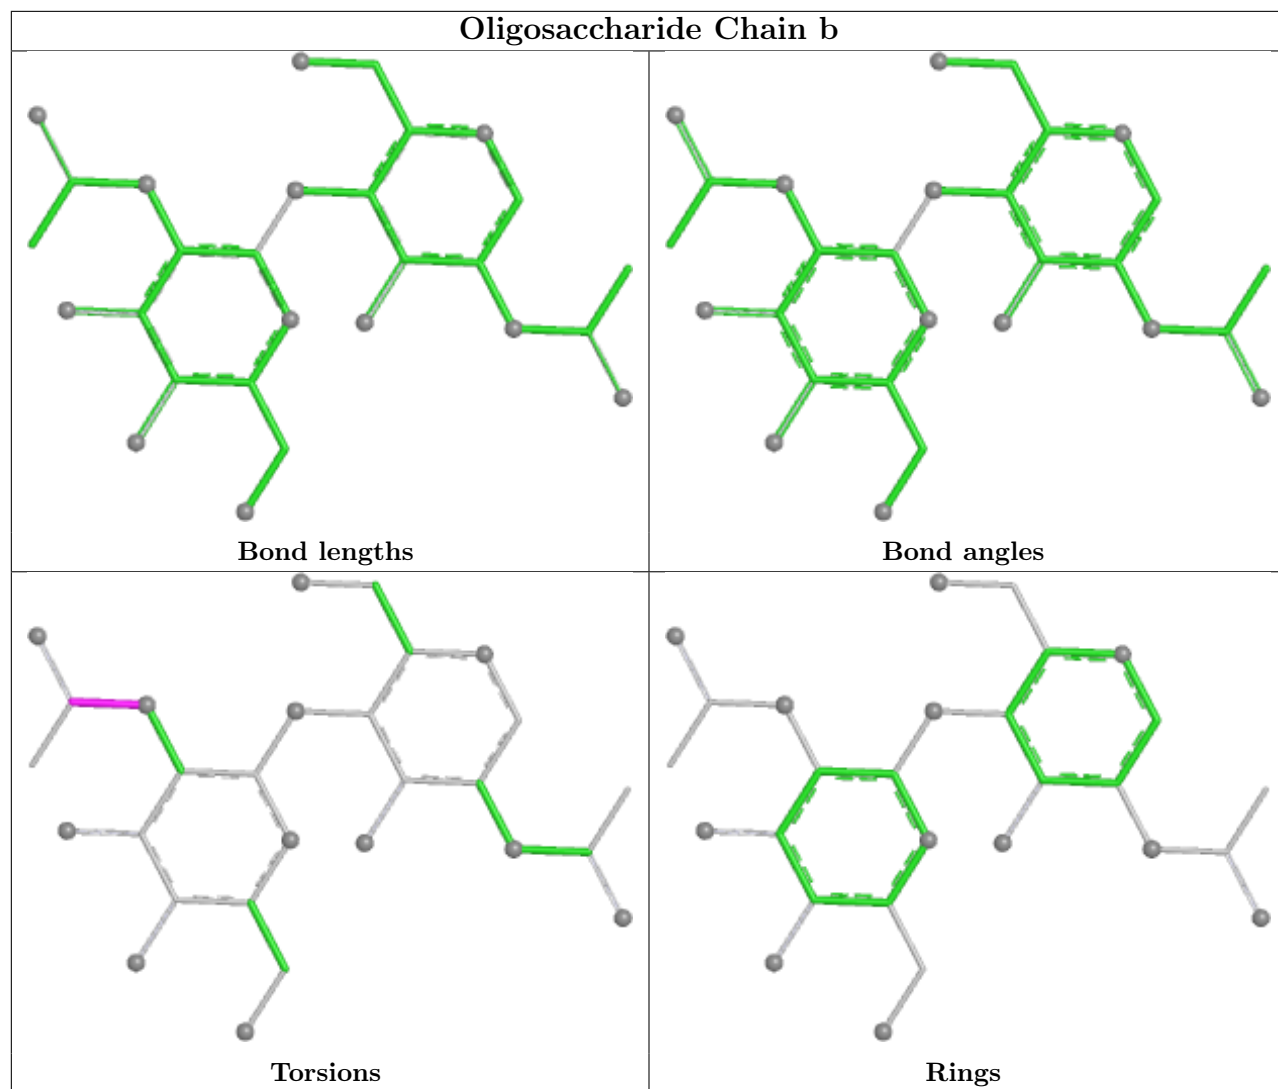 Oligosaccharide Chain b
Bond lengths
Bond angles
Torsions
Rings